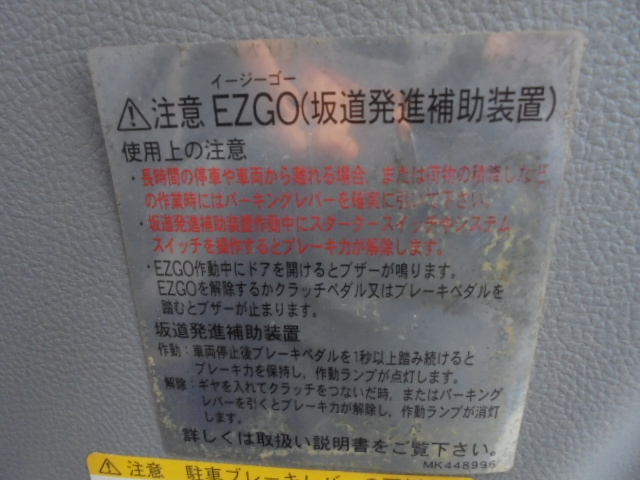 イージーゴー
⚠注意 EZGO(坂道発進補助装置)
使用上の注意
・長時間の停車や車両から離れる場合、または荷物の積降しなど
の作業時にはパーキングレバーを確実に引いて下さい。
・坂道発進補助装置作動中にスタータースイッチやシステム
スイッチを操作するとブレーキ力が解除します。
・EZGO作動中にドアを開けるとブザーが鳴ります。
EZGOを解除するかクラッチペダル又はブレーキペダルを
踏むとブザーが止まります。
坂道発進補助装置
作動:車両停止後ブレーキペダルを1秒以上踏み続けると
ブレーキ力を保持し、作動ランプが点灯します。
解除:ギヤを入れてクラッチをつないだ時、またはパーキング
レバーを引くとブレーキ力が解除し、作動ランプが消灯
します。
詳しくは取扱い説明書をご覧下さい。
MK448996
⚠注意 駐車ブレーキレバーの